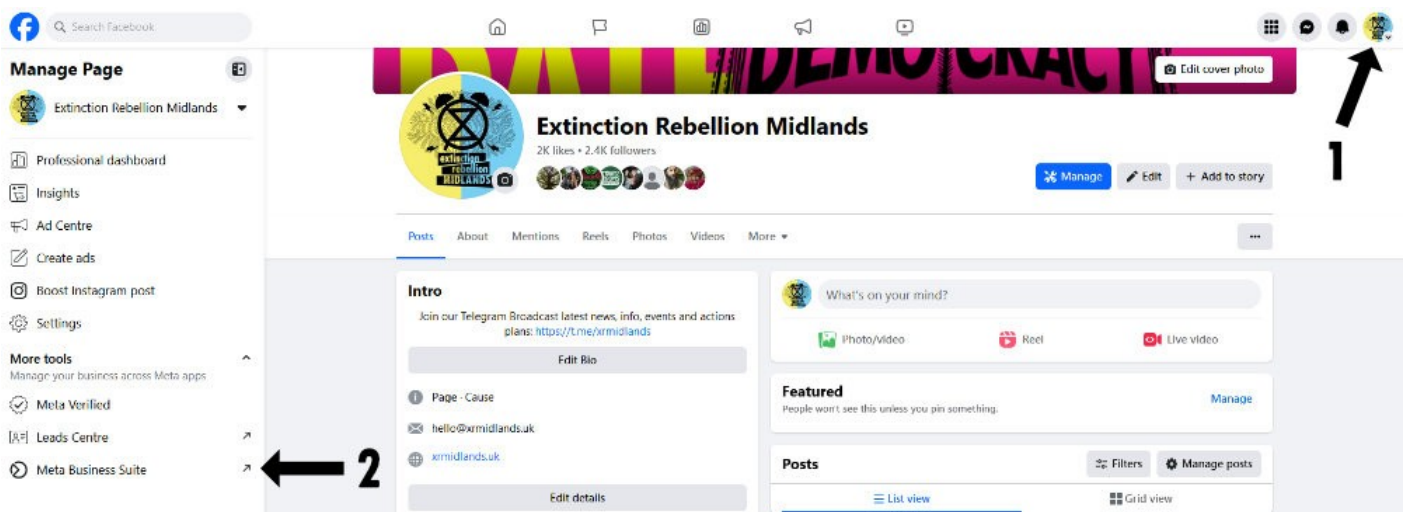 Search Facebook
Manage Page
Extinction Rebellion Midlands
Professional dashboard
Insights
Ad Centre
Create ads
Boost Instagram post
Settings
More tools
Manage your business across Meta apps
Meta Verified
Leads Centre
Meta Business Suite
2
DEMOCRACY
Edit cover photo
1
extinction
rebellion
MIDLANDS
Extinction Rebellion Midlands
2K likes • 2.4K followers
Manage
Edit
+ Add to story
Posts About Mentions Reels Photos Videos More
Intro
Join our Telegram Broadcast latest news, info, events and actions
plans: https://t.me/xrmidlands
Edit Bio
Page · Cause
hello@xrmidlands.uk
xrmidlands.uk
Edit details
What's on your mind?
Photo/video Reel Live video
Featured
People won't see this unless you pin something.
Manage
Posts
Filters
Manage posts
List view
Grid view